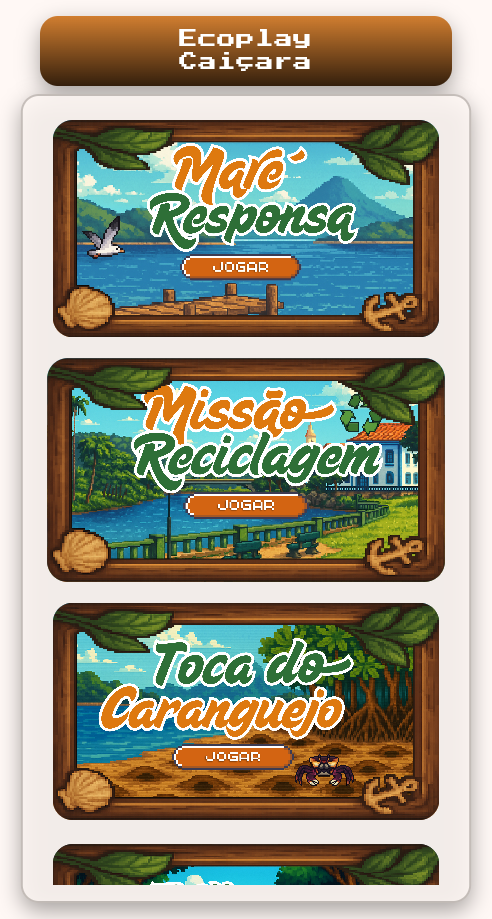 Ecoplay
Caiçara
Maré
Responsa
JOGAR
Missão
Reciclagem
JOGAR
Toca do
Caranguejo
JOGAR